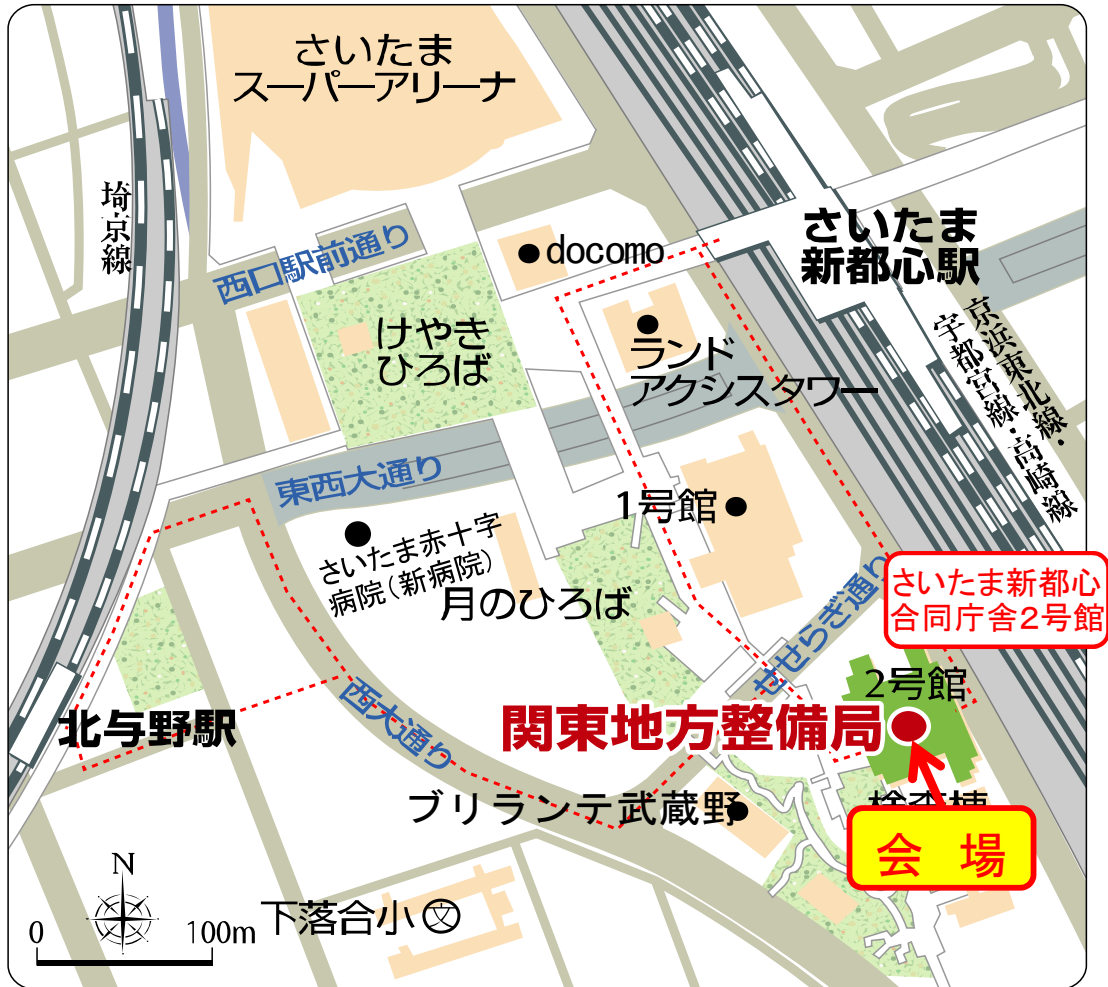 さいたま
スーパーアリーナ
埼京線
西口駅前通り
docomo
さいたま
新都心駅
けやき
ひろば
ランド
アクシスタワー
京浜東北線・
宇都宮線・高崎線
東西大通り
1号館
さいたま赤十字
病院(新病院)
月のひろば
せせらぎ通り
さいたま新都心
合同庁舎2号館
2号館
北与野駅
西大通り
関東地方整備局
ブリランテ武蔵野
会 場
N
0 100m
下落合小 文